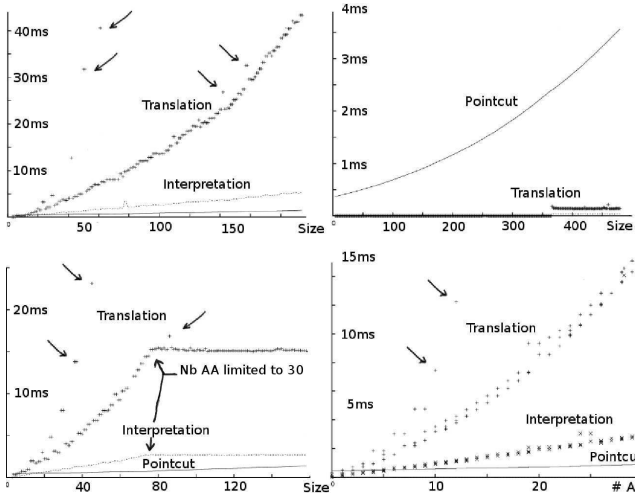 40ms
30ms
20ms
10ms
Translation
Interpretation
50
100
150
Size
4ms
3ms
2ms
1ms
Pointcut
Translation
0
100
200
300
400
Size
20ms
10ms
Translation
Nb AA limited to 30
Interpretation
Pointcut
0
40
80
120
Size
15ms
10ms
5ms
Translation
Interpretation
Pointcu
0
10
20
# A